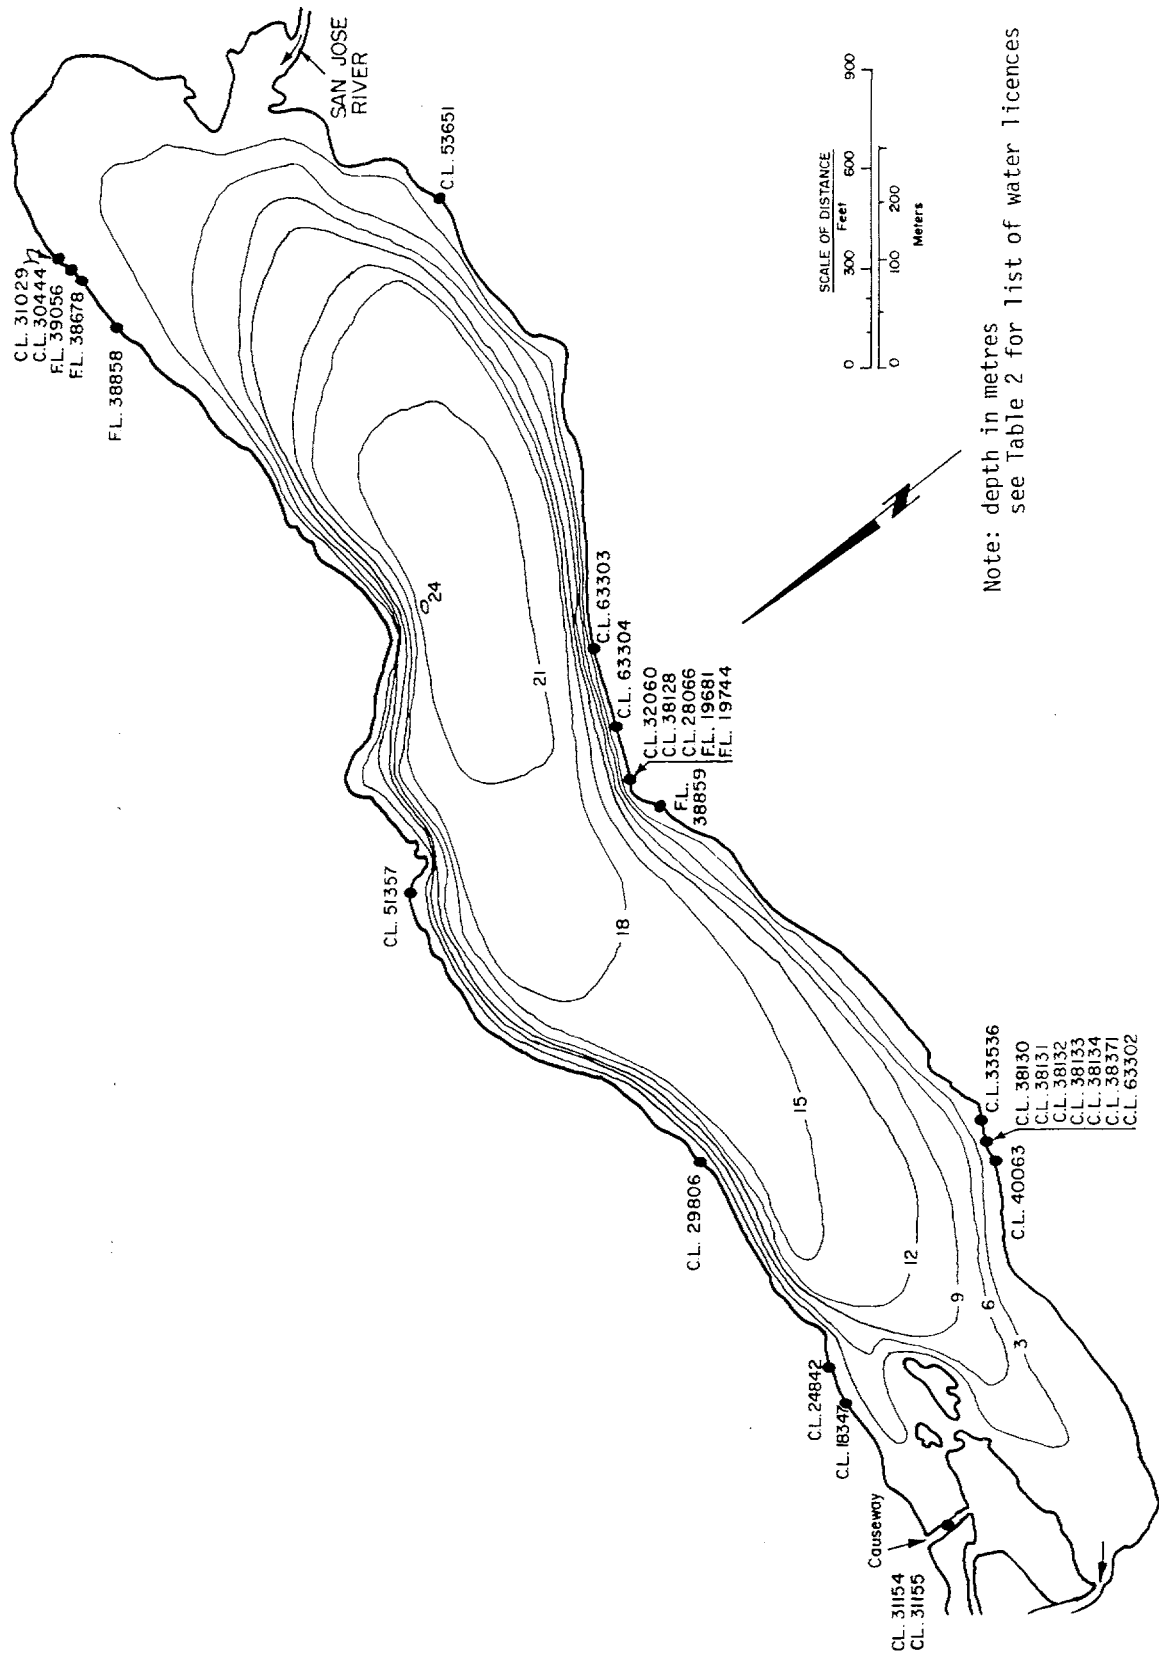 SAN JOSE
RIVER
C.L. 53651
C.L. 31029
C.L. 30444
F.L. 39056
F.L. 38678
F.L. 38858
SCALE OF DISTANCE
Feet
0 300 600 900
0 100 200
Meters
Note: depth in metres
see Table 2 for list of water licences
N
24
21
C.L. 63303
C.L. 63304
C.L. 32060
C.L. 38128
C.L. 28066
F.L. 19681
F.L. 19744
F.L.
38859
C.L. 51357
18
15
C.L. 33536
C.L. 38130
C.L. 38131
C.L. 38132
C.L. 38133
C.L. 38134
C.L. 38371
C.L. 63302
C.L. 40063
C.L. 29806
12
9
6
3
C.L. 24842
C.L. 18347
Causeway
C.L. 31154
C.L. 31155